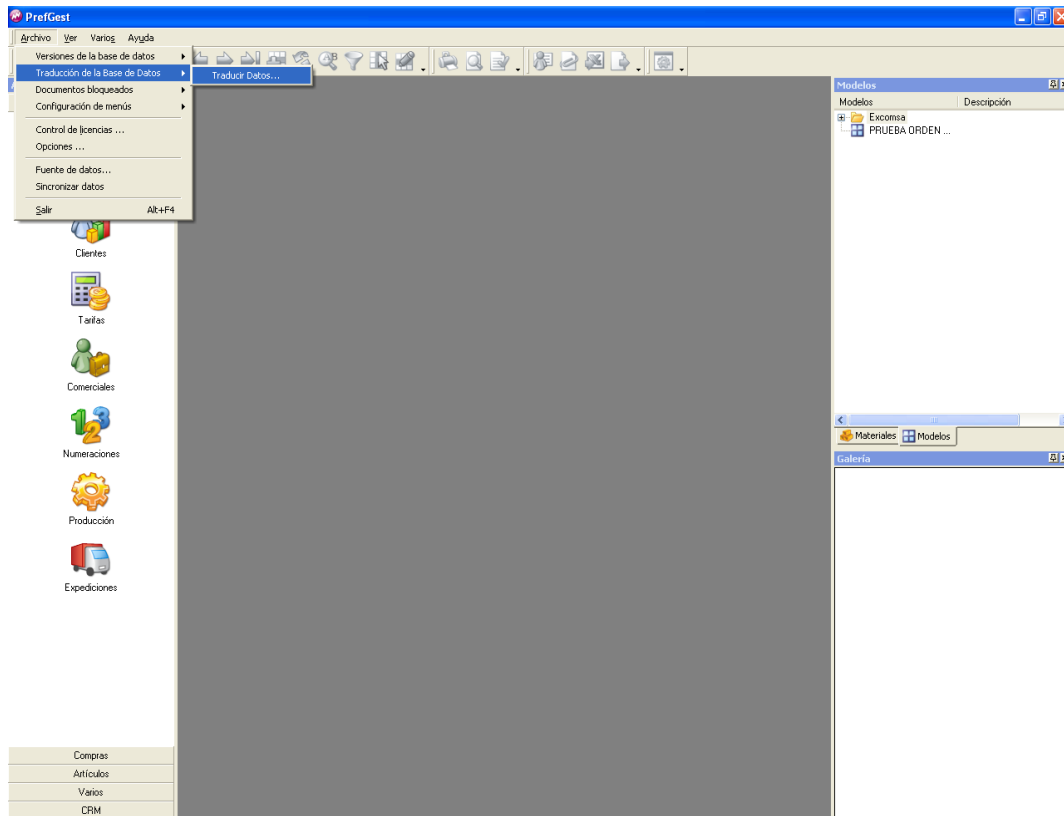 PrefGest
Archivo Ver Varios Ayuda
Versiones de la base de datos
Traducción de la Base de Datos
Traducir Datos...
Documentos bloqueados
Configuración de menús
Control de licencias ...
Opciones ...
Fuente de datos...
Sincronizar datos
Salir Alt+F4
Clientes
Tarifas
Comerciales
Numeraciones
Producción
Expediciones
Compras
Artículos
Varios
CRM
Modelos
Modelos Descripción
Excomsa
PRUEBA ORDEN ...
Materiales Modelos
Galería